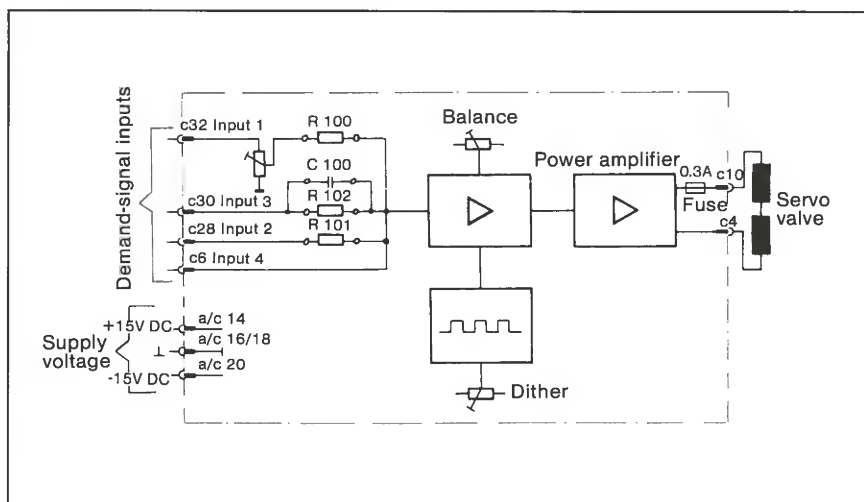 Demand-signal inputs
c32 Input 1
R 100
C 100
c30 Input 3
R 102
c28 Input 2
R 101
c6 Input 4
Balance
Power amplifier
0.3A
c10
Fuse
c4
Servo
valve
Dither
Supply
voltage
+15V DC
a/c 14
⊥
a/c 16/18
-15V DC
a/c 20